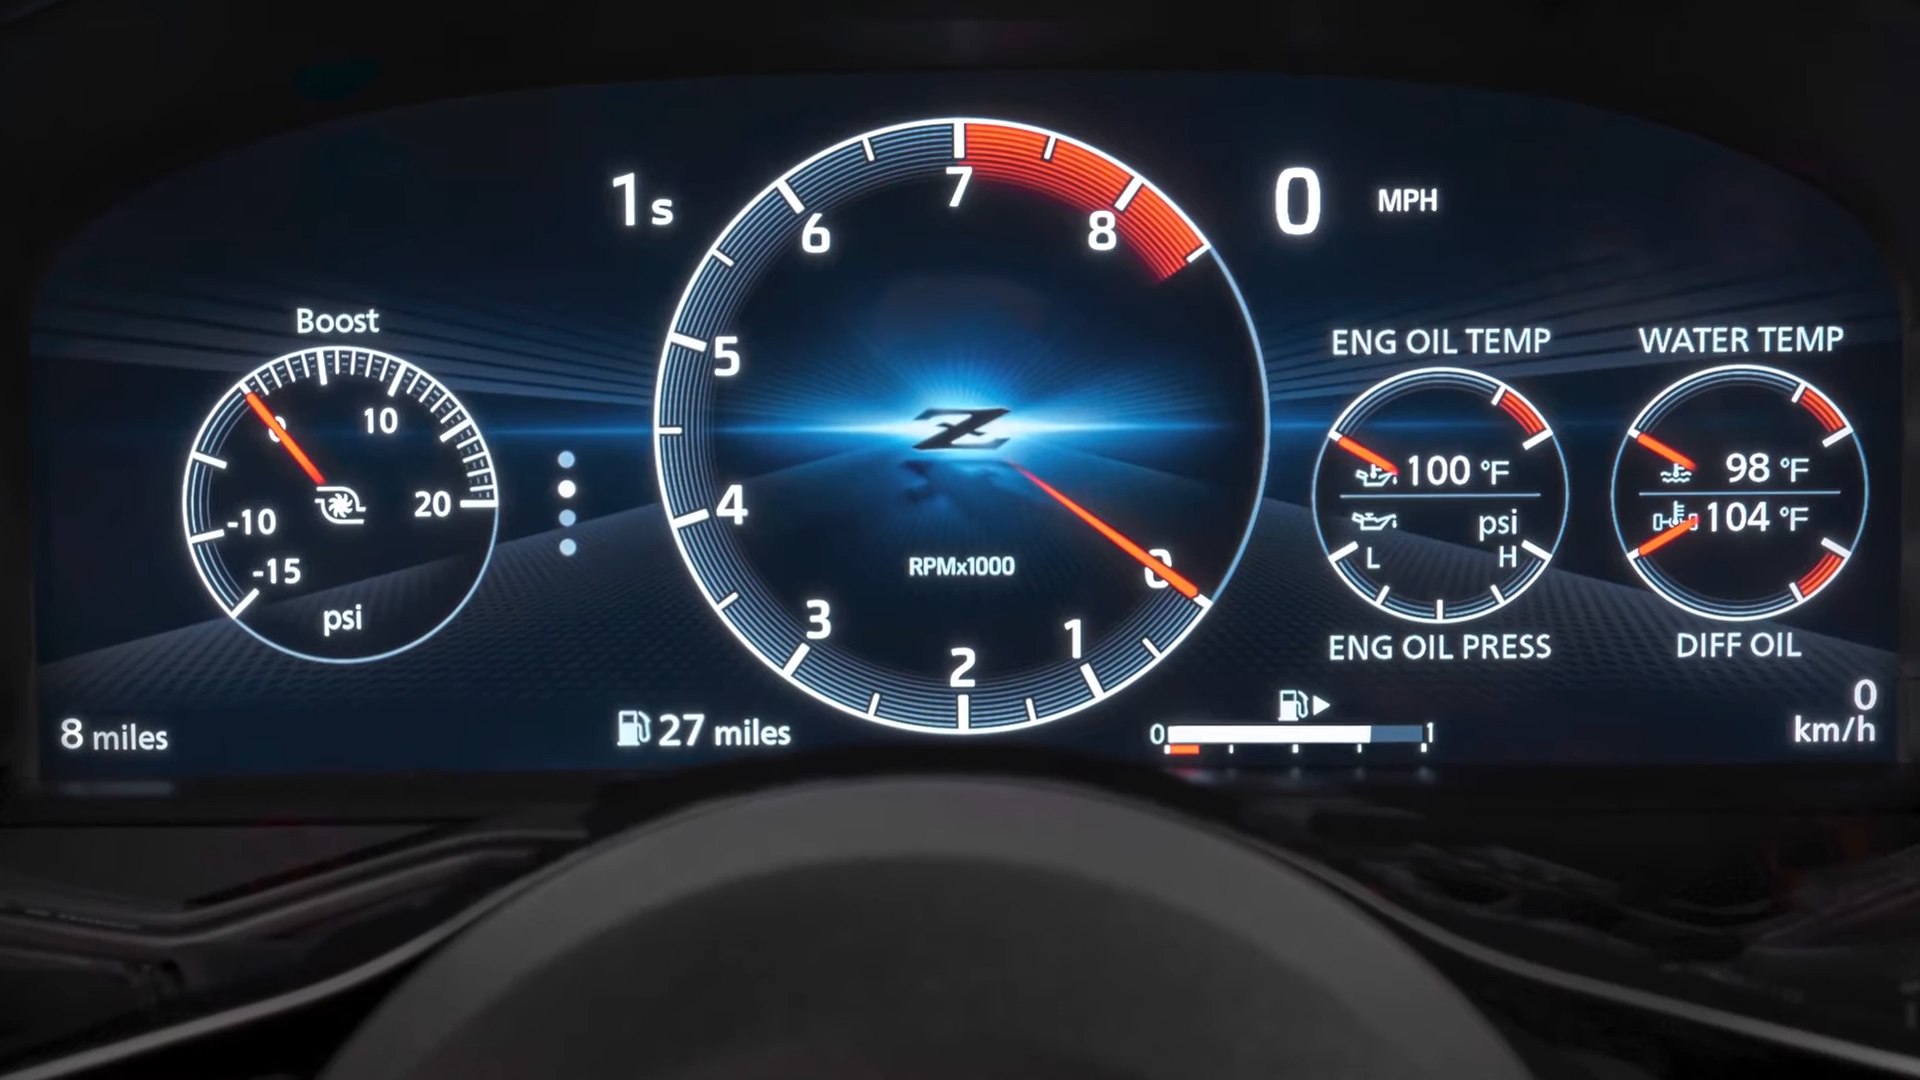 1s
0 MPH
7
6
8
5
4
3
2
1
0
RPMx1000
Boost
0
10
20
-10
-15
psi
ENG OIL TEMP
100 °F
psi
L H
ENG OIL PRESS
WATER TEMP
98 °F
104 °F
DIFF OIL
8 miles
27 miles
0 1
0
km/h
Z